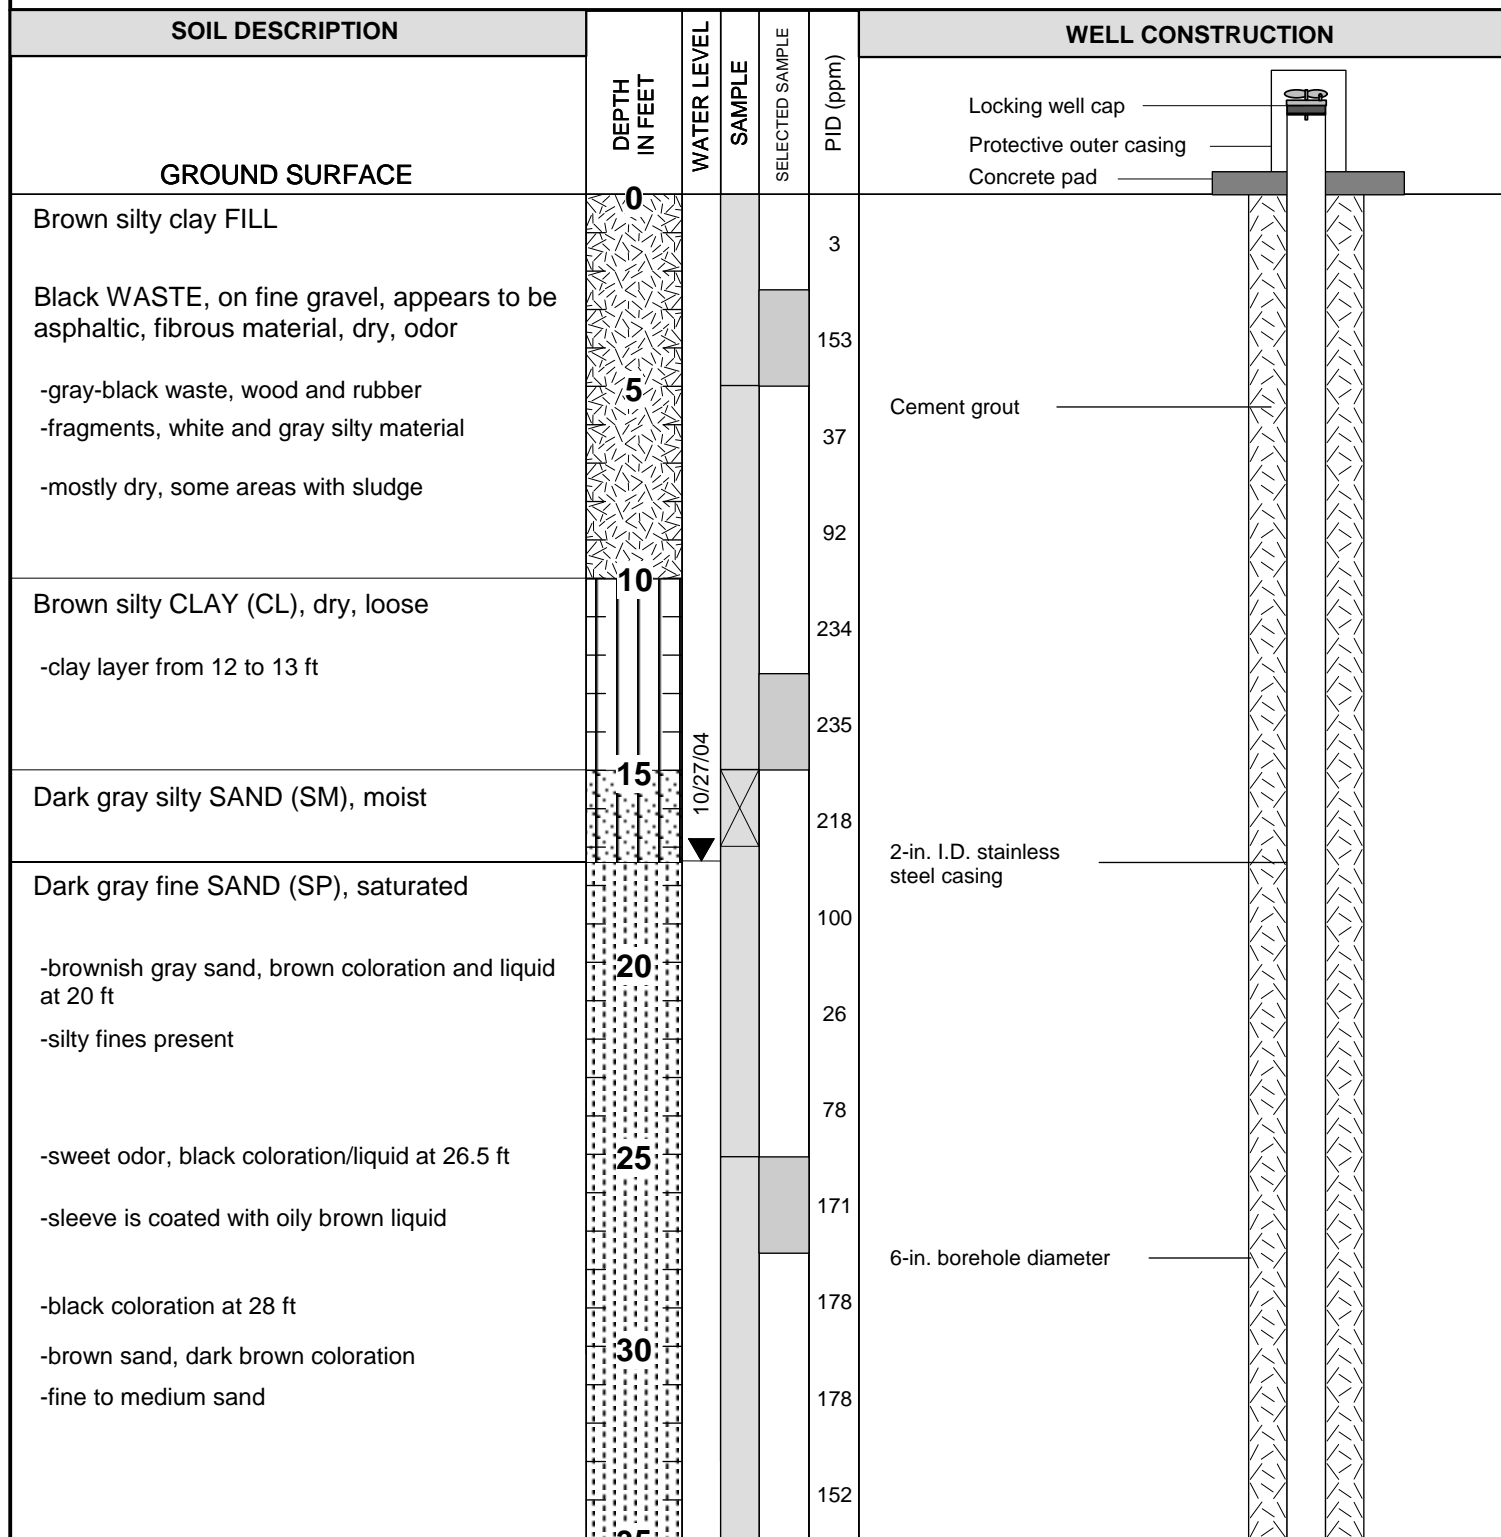 SOIL DESCRIPTION
DEPTH
IN FEET
WATER LEVEL
SAMPLE
SELECTED SAMPLE
PID (ppm)
WELL CONSTRUCTION
Locking well cap
Protective outer casing
Concrete pad
GROUND SURFACE
0
Brown silty clay FILL
3
Black WASTE, on fine gravel, appears to be
asphaltic, fibrous material, dry, odor
153
-gray-black waste, wood and rubber
5
Cement grout
-fragments, white and gray silty material
37
-mostly dry, some areas with sludge
92
10
Brown silty CLAY (CL), dry, loose
234
-clay layer from 12 to 13 ft
235
10/27/04
15
Dark gray silty SAND (SM), moist
218
2-in. I.D. stainless
steel casing
Dark gray fine SAND (SP), saturated
100
-brownish gray sand, brown coloration and liquid
at 20 ft
20
26
-silty fines present
78
-sweet odor, black coloration/liquid at 26.5 ft
25
171
-sleeve is coated with oily brown liquid
6-in. borehole diameter
-black coloration at 28 ft
178
-brown sand, dark brown coloration
30
-fine to medium sand
178
152
35